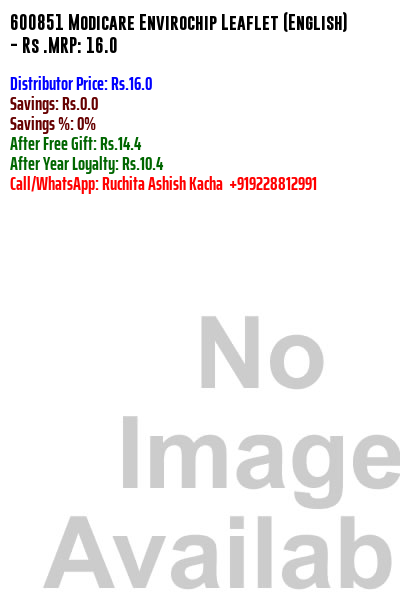 600851 Modicare Envirochip Leaflet (English)
- Rs .MRP: 16.0
Distributor Price: Rs.16.0
Savings: Rs.0.0
Savings %: 0%
After Free Gift: Rs.14.4
After Year Loyalty: Rs.10.4
Call/WhatsApp: Ruchita Ashish Kacha +919228812991
No
Image
Availab